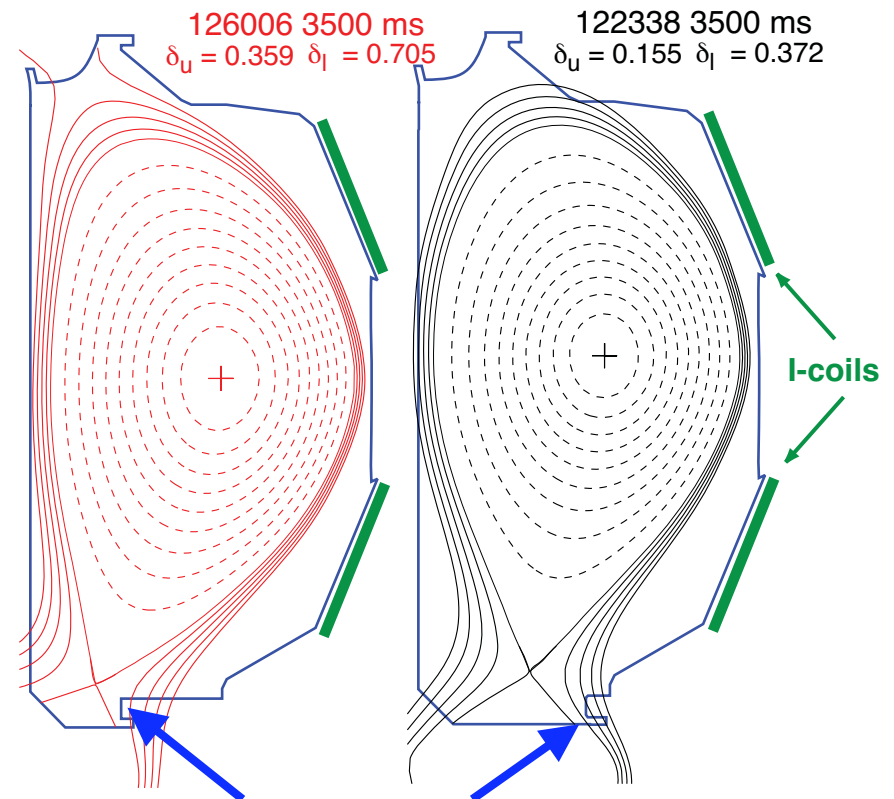 126006 3500 ms
δu = 0.359 δl = 0.705
122338 3500 ms
δu = 0.155 δl = 0.372
I-coils